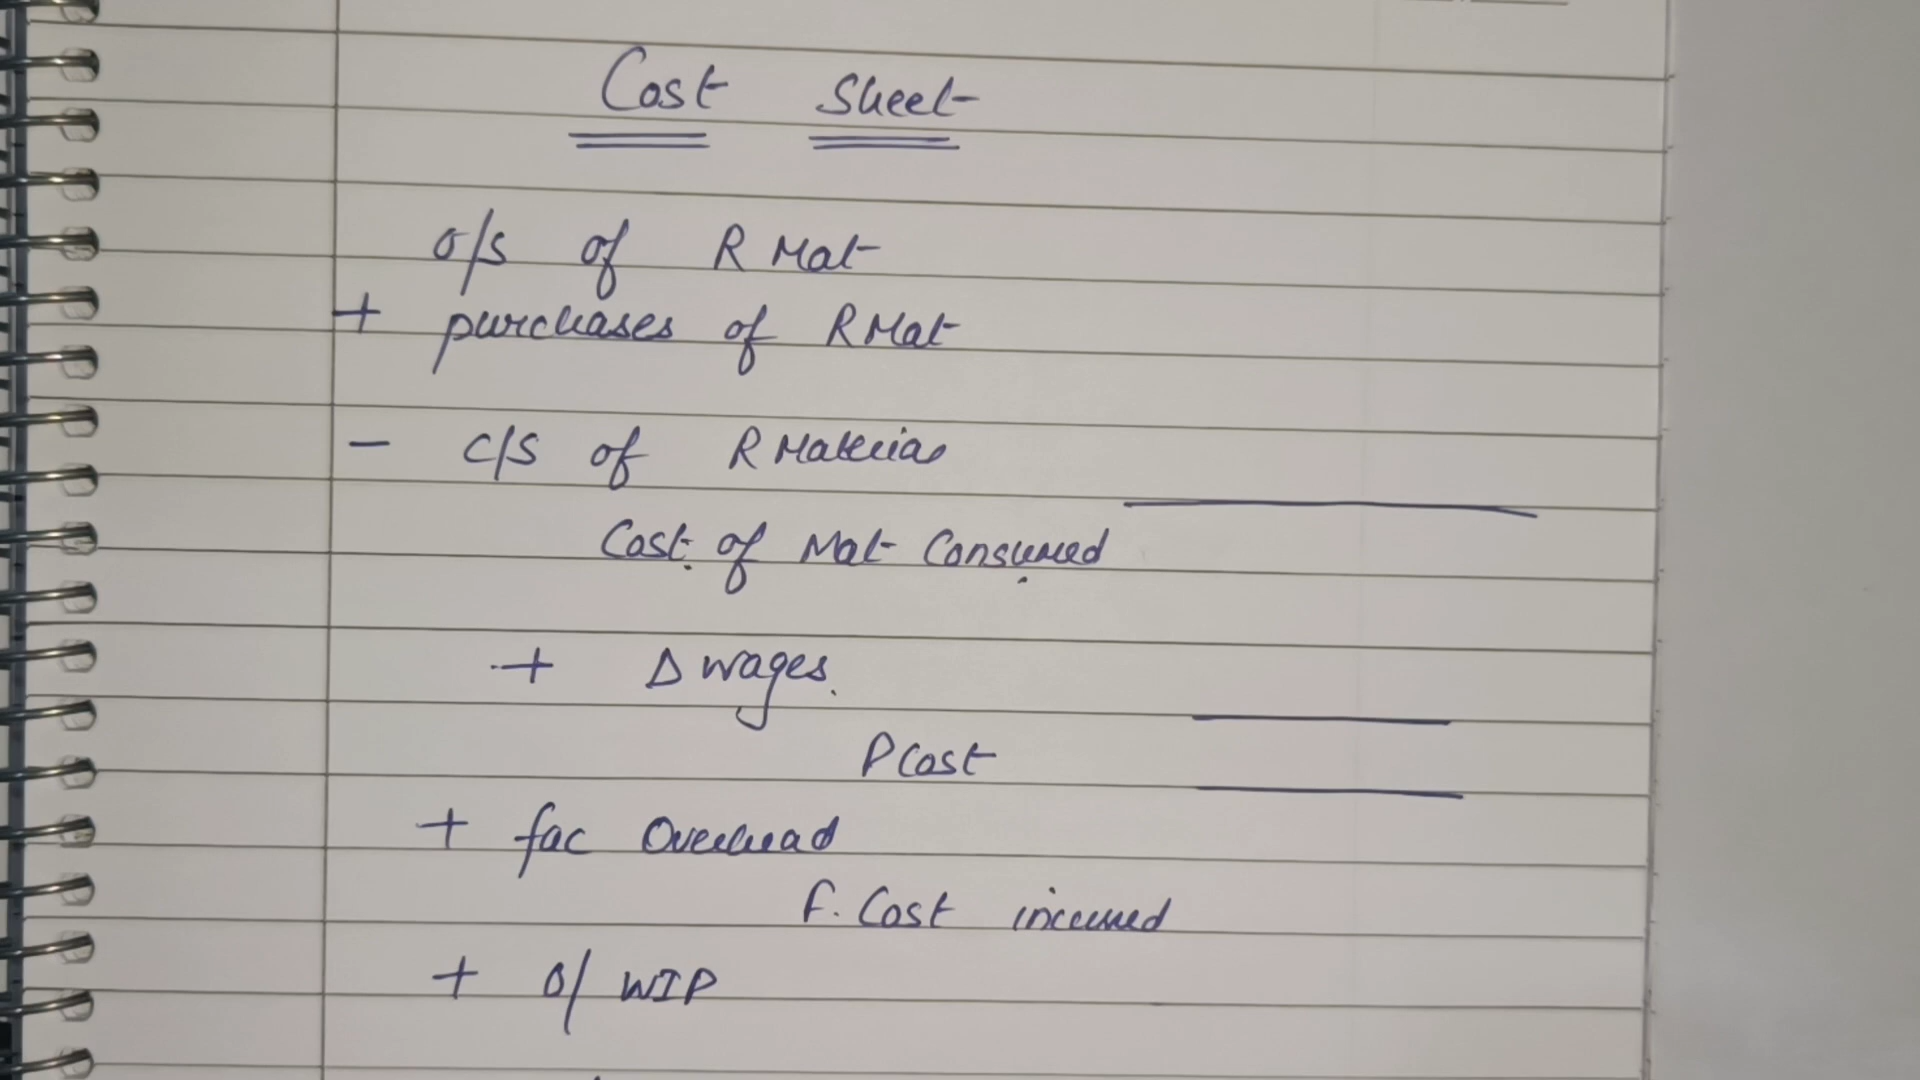 Cost Sheet
o/s of R Mat
+ purchases of R Mat
- c/s of R Material
Cost of Mat Consumed
+ D wages.
P Cost
+ fac Overhead
F. Cost incurred
+ O/ WIP